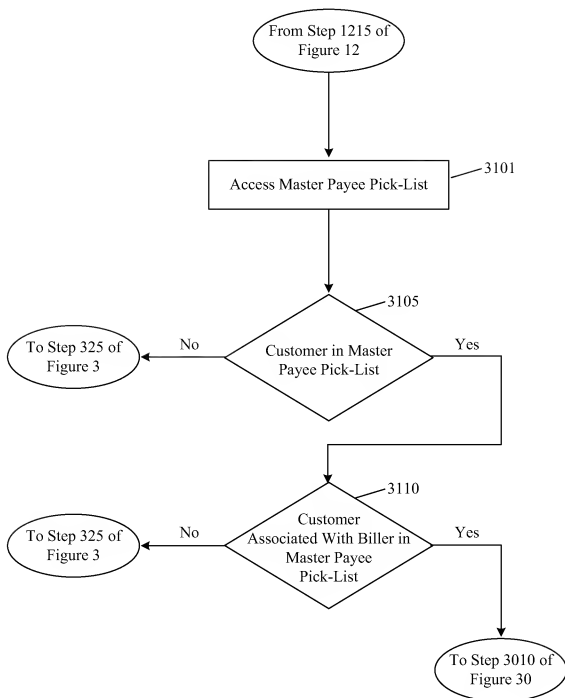 From Step 1215 of
Figure 12
3101
Access Master Payee Pick-List
3105
Customer in Master
Payee Pick-List
No
Yes
To Step 325 of
Figure 3
3110
Customer
Associated With Biller in
Master Payee
Pick-List
No
Yes
To Step 325 of
Figure 3
To Step 3010 of
Figure 30